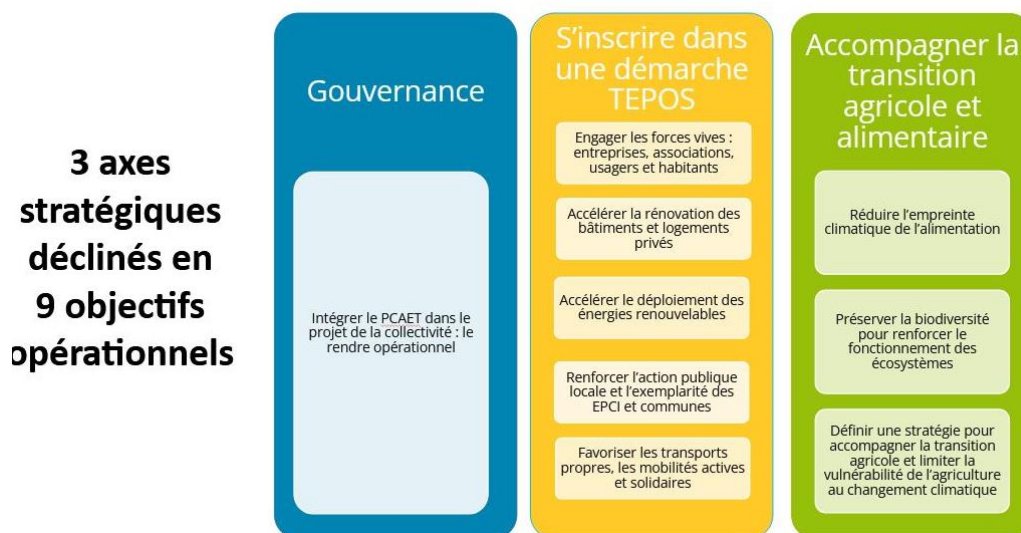 3 axes
stratégiques
déclinés en
9 objectifs
opérationnels
Gouvernance
Intégrer le PCAET dans le
projet de la collectivité : le
rendre opérationnel
S’inscrire dans
une démarche
TEPOS
Engager les forces vives :
entreprises, associations,
usagers et habitants
Accélérer la rénovation des
bâtiments et logements
privés
Accélérer le déploiement des
énergies renouvelables
Renforcer l’action publique
locale et l’exemplarité des
EPCI et communes
Favoriser les transports
propres, les mobilités actives
et solidaires
Accompagner la
transition
agricole et
alimentaire
Réduire l’empreinte
climatique de l’alimentation
Préserver la biodiversité
pour renforcer le
fonctionnement des
écosystèmes
Définir une stratégie pour
accompagner la transition
agricole et limiter la
vulnérabilité de l’agriculture
au changement climatique